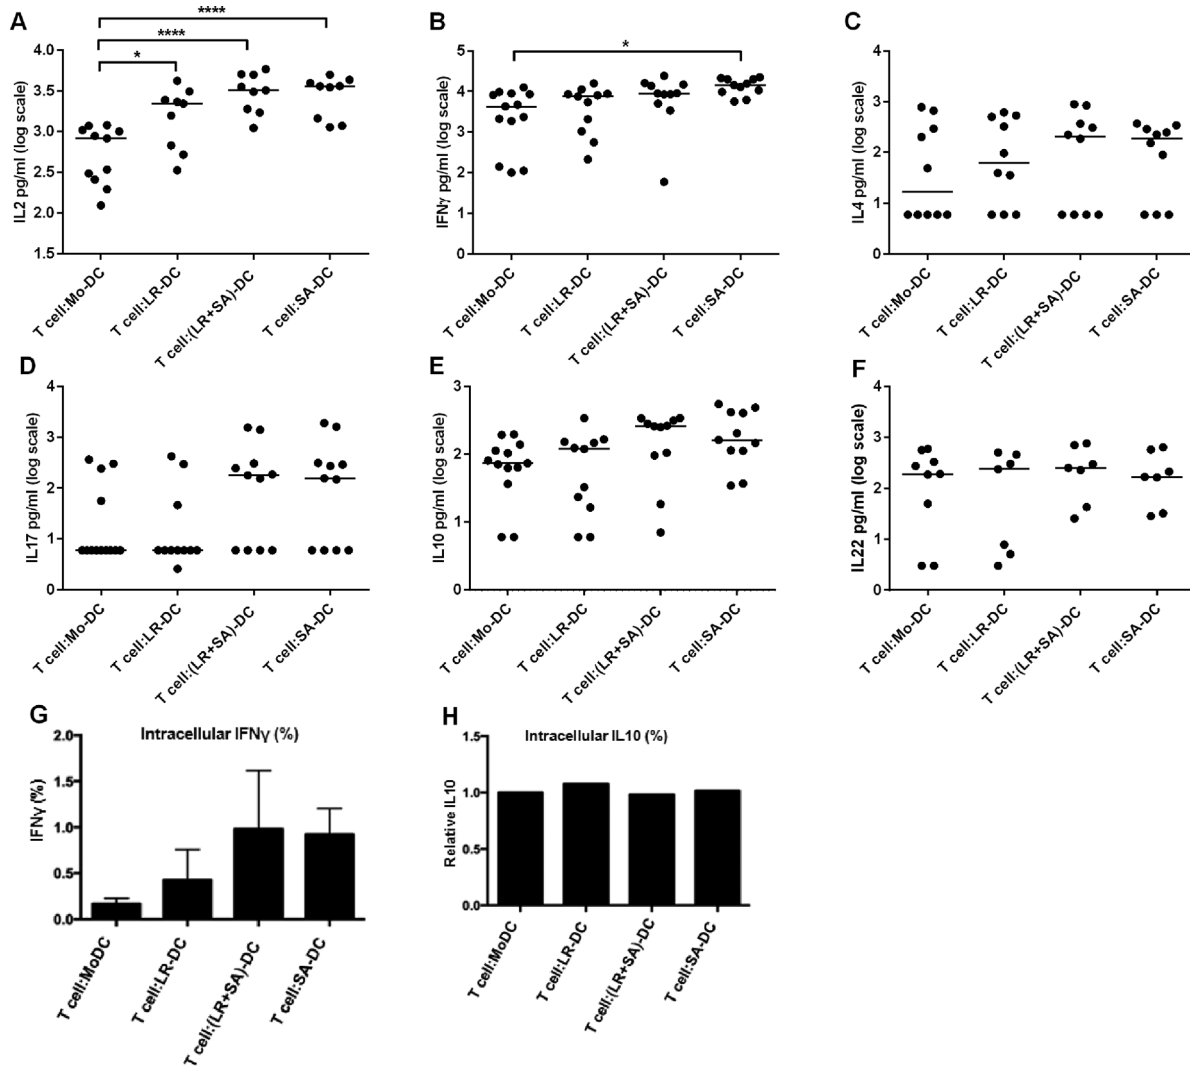 A
****
****
*
IL2 pg/ml (log scale)
4.0
3.5
3.0
2.5
2.0
1.5
T cell:Mo-DC
T cell:LR-DC
T cell:(LR+SA)-DC
T cell:SA-DC
B
*
IFNγ pg/ml (log scale)
5
4
3
2
1
0
T cell:Mo-DC
T cell:LR-DC
T cell:(LR+SA)-DC
T cell:SA-DC
C
IL4 pg/ml (log scale)
4
3
2
1
0
T cell:Mo-DC
T cell:LR-DC
T cell:(LR+SA)-DC
T cell:SA-DC
D
IL17 pg/ml (log scale)
4
3
2
1
0
T cell:Mo-DC
T cell:LR-DC
T cell:(LR+SA)-DC
T cell:SA-DC
E
IL10 pg/ml (log scale)
3
2
1
0
T cell:Mo-DC
T cell:LR-DC
T cell:(LR+SA)-DC
T cell:SA-DC
F
IL22 pg/ml (log scale)
4
3
2
1
0
T cell:Mo-DC
T cell:LR-DC
T cell:(LR+SA)-DC
T cell:SA-DC
G
Intracellular IFNγ (%)
IFNγ (%)
2.0
1.5
1.0
0.5
0.0
T cell:MoDC
T cell:LR-DC
T cell:(LR+SA)-DC
T cell:SA-DC
H
Intracellular IL10 (%)
Relative IL10
1.5
1.0
0.5
0.0
T cell:MoDC
T cell:LR-DC
T cell:(LR+SA)-DC
T cell:SA-DC